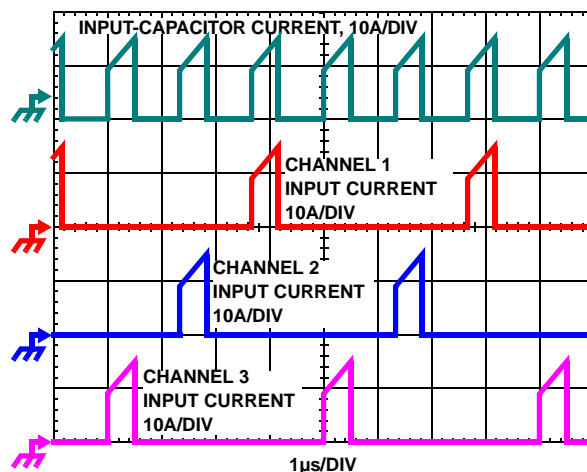 INPUT-CAPACITOR CURRENT, 10A/DIV
CHANNEL 1
INPUT CURRENT
10A/DIV
CHANNEL 2
INPUT CURRENT
10A/DIV
CHANNEL 3
INPUT CURRENT
10A/DIV
1µs/DIV